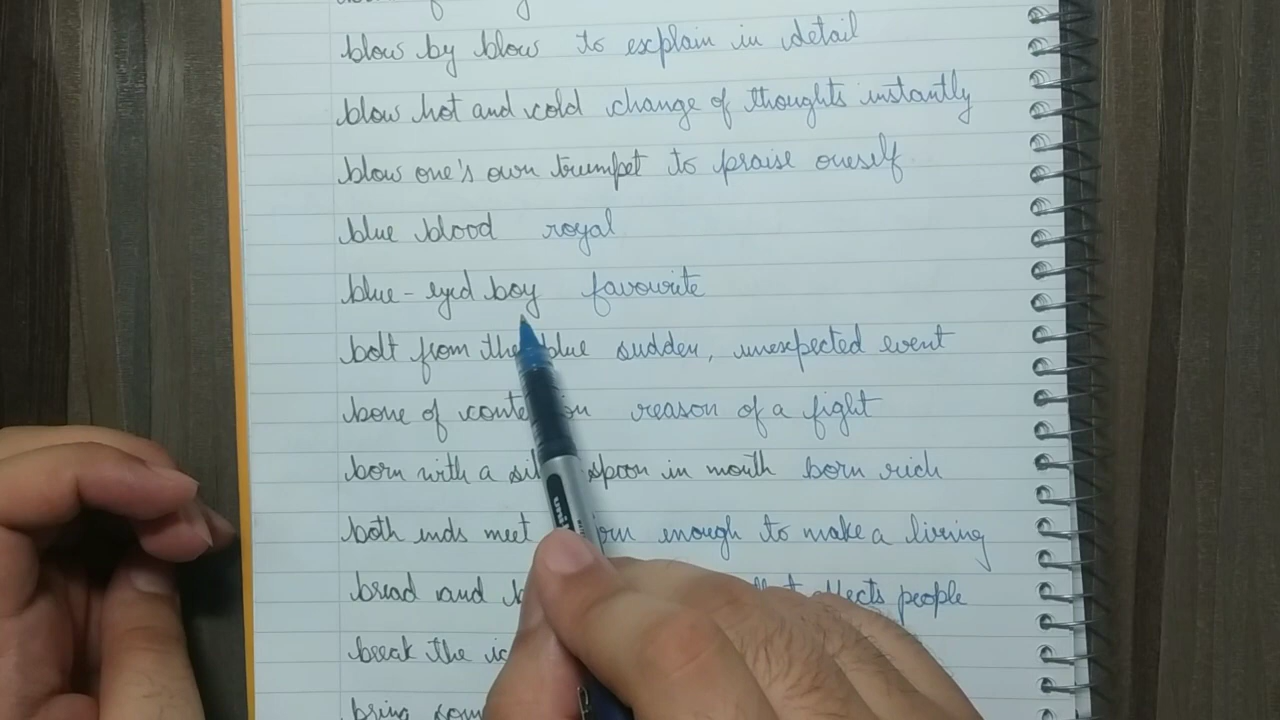 blow by blow to explain in detail
blow hot and cold change of thoughts instantly
blow one's own trumpet to praise oneself
blue blood royal
blue-eyed boy favourite
bolt from the blue sudden, unexpected event
bone of reason of a fight
born with a spoon in mouth born rich
both ends meet enough to make a living
bread and people
break the
bring
uni